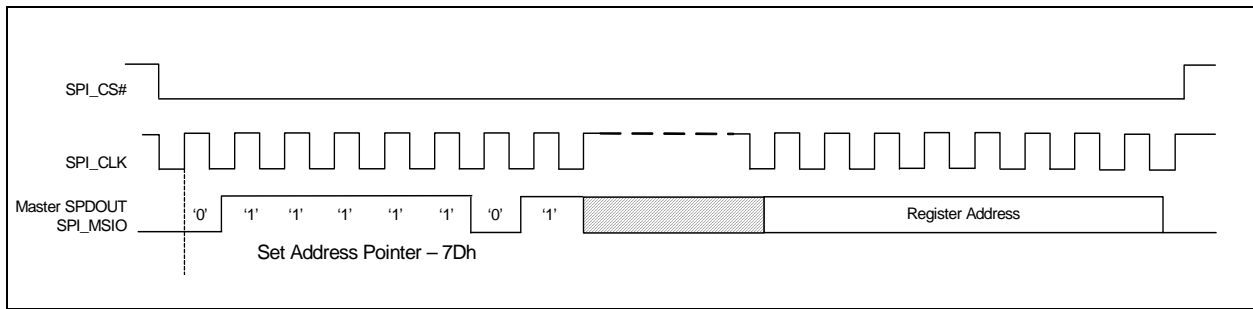 SPI_CS#
SPI_CLK
Master SPDOUT
SPI_MSIO
‘0’ ‘1’ ‘1’ ‘1’ ‘1’ ‘1’ ‘0’ ‘1’ Register Address
Set Address Pointer – 7Dh